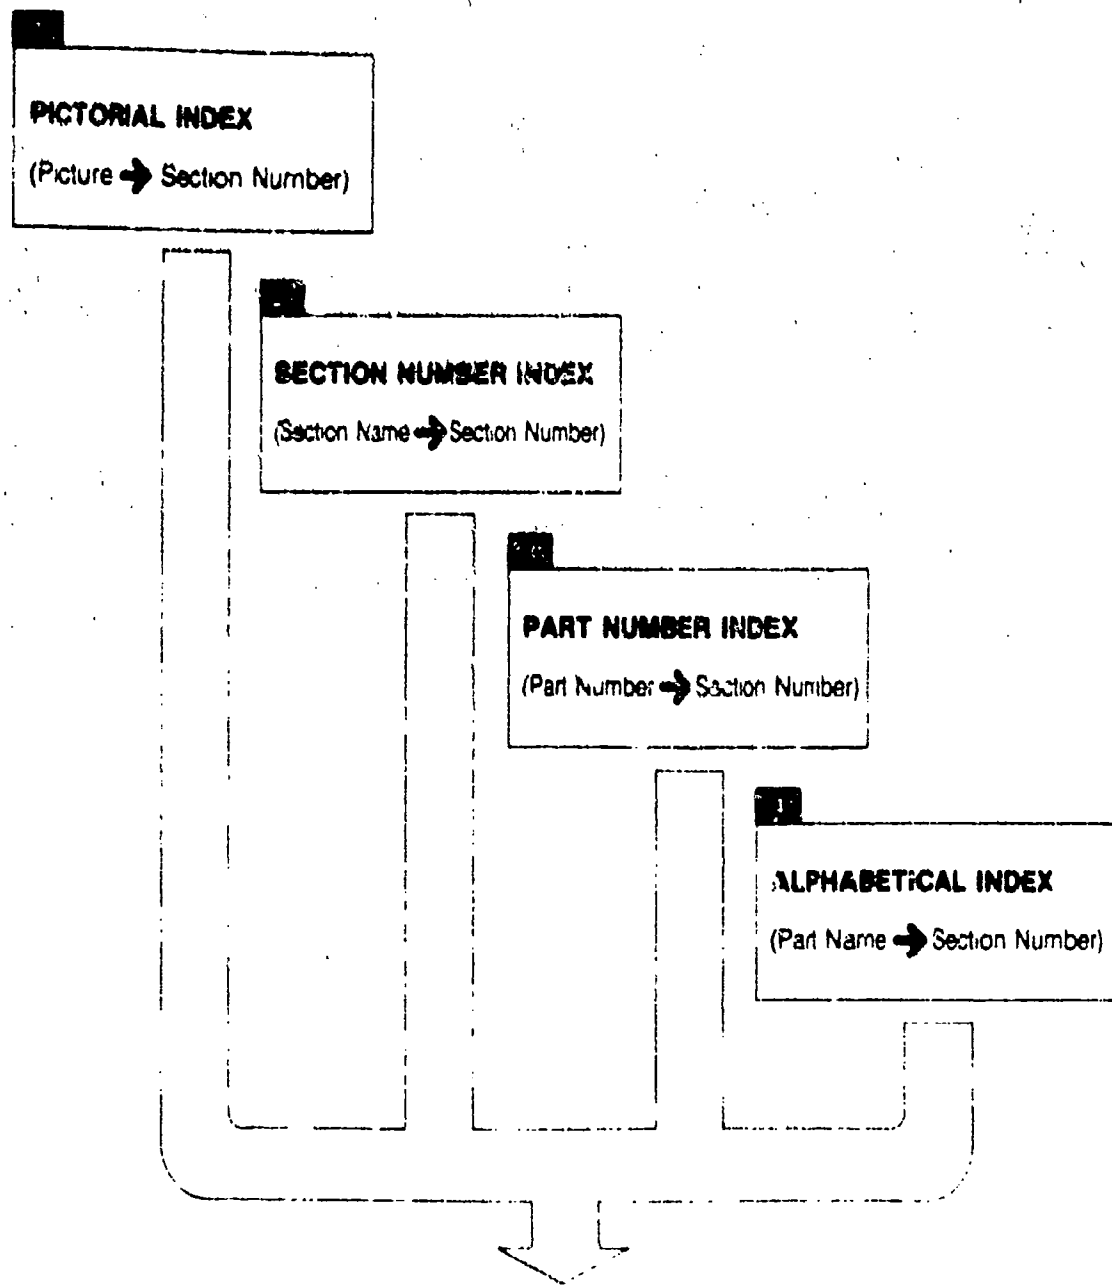 PICTORIAL INDEX
(Picture → Section Number)
SECTION NUMBER INDEX
(Section Name → Section Number)
PART NUMBER INDEX
(Part Number → Section Number)
ALPHABETICAL INDEX
(Part Name → Section Number)